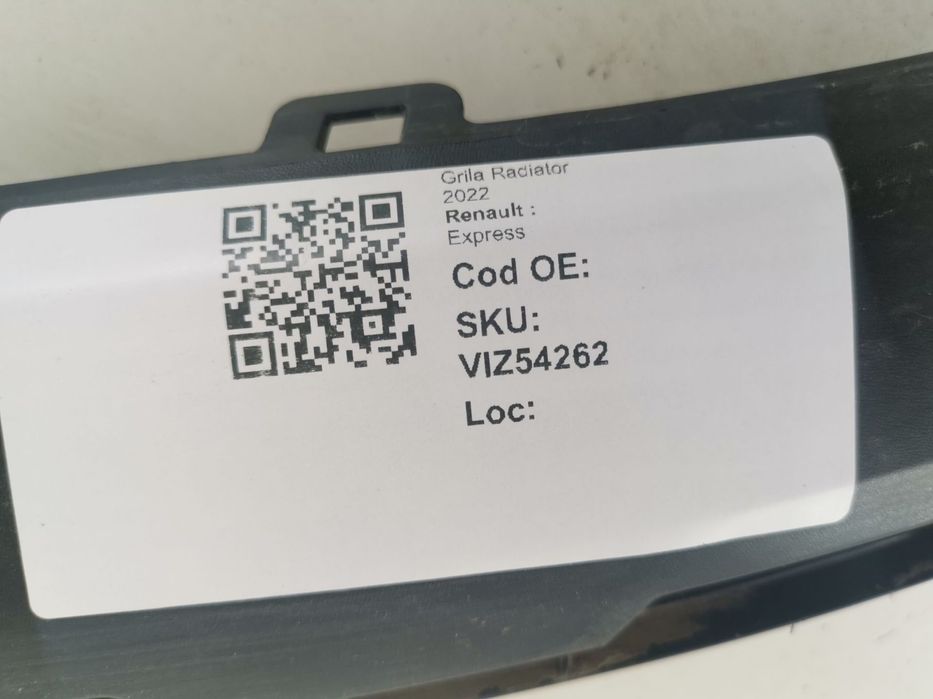 Grila Radiator
2022
Renault :
Express
Cod OE:
SKU:
VIZ54262
Loc: